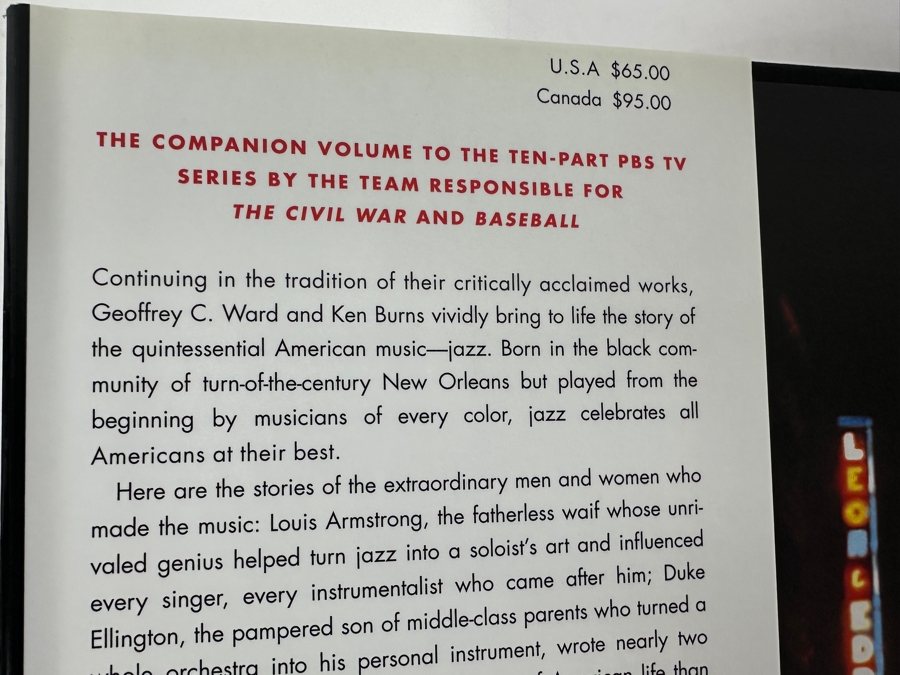 U.S.A $65.00
Canada $95.00
THE COMPANION VOLUME TO THE TEN-PART PBS TV
SERIES BY THE TEAM RESPONSIBLE FOR
THE CIVIL WAR AND BASEBALL
Continuing in the tradition of their critically acclaimed works,
Geoffrey C. Ward and Ken Burns vividly bring to life the story of
the quintessential American music—jazz. Born in the black com-
munity of turn-of-the-century New Orleans but played from the
beginning by musicians of every color, jazz celebrates all
Americans at their best.
Here are the stories of the extraordinary men and women who
made the music: Louis Armstrong, the fatherless waif whose unri-
valed genius helped turn jazz into a soloist's art and influenced
every singer, every instrumentalist who came after him; Duke
Ellington, the pampered son of middle-class parents who turned a
whole orchestra into his personal instrument, wrote nearly two
of American life than